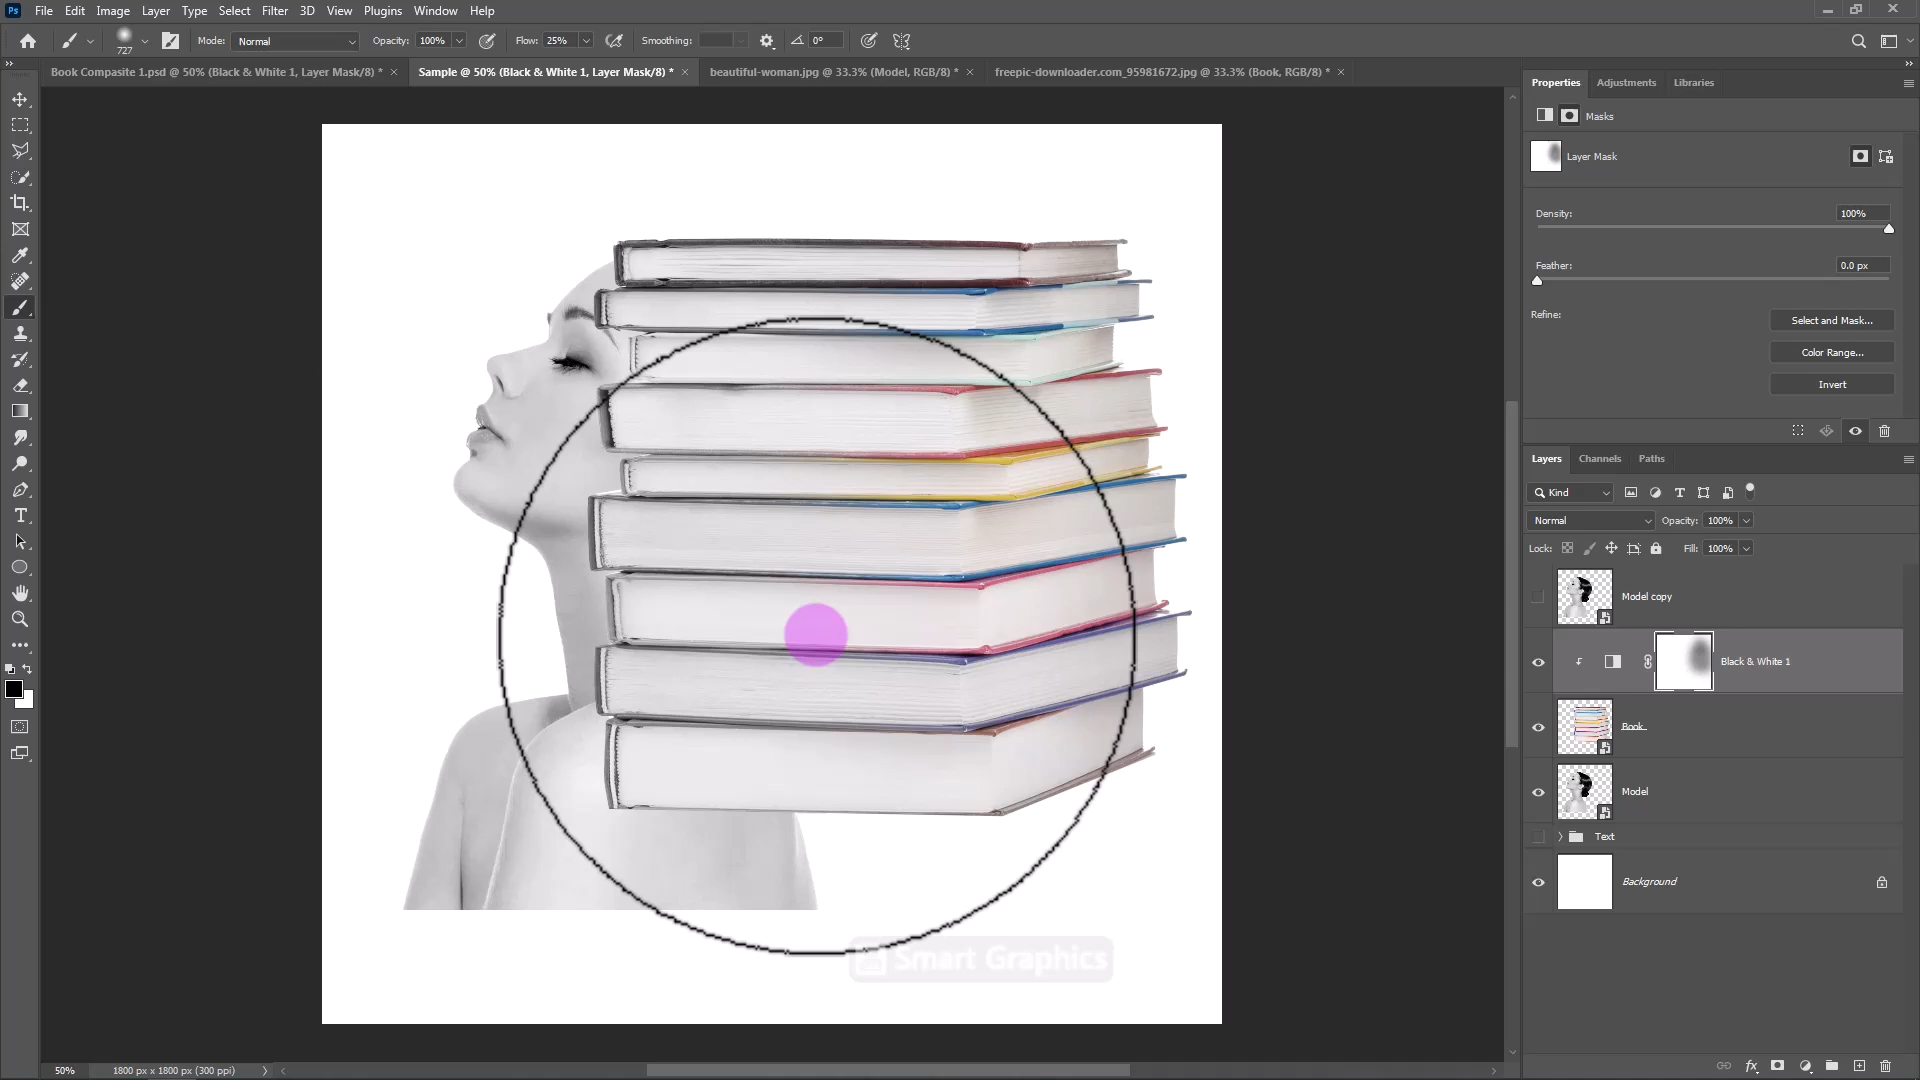 Ps File Edit Image Layer Type Select Filter 3D View Plugins Window Help
727 Mode: Normal Opacity: 100% Flow: 25% Smoothing: 0°
Book Compasite 1.psd @ 50% (Black & White 1, Layer Mask/8) * × Sample @ 50% (Black & White 1, Layer Mask/8) * × beautiful-woman.jpg @ 33.3% (Model, RGB/8) * × freepic-downloader.com_95981672.jpg @ 33.3% (Book, RGB/8) * ×
Properties Adjustments Libraries
Masks
Layer Mask
Density: 100%
Feather: 0.0 px
Refine: Select and Mask...
Color Range...
Invert
Layers Channels Paths
Kind
Normal Opacity: 100%
Lock: Fill: 100%
Model copy
Black & White 1
Book
Model
Text
Background
Smart Graphics
50% 1800 px x 1800 px (300 ppi)